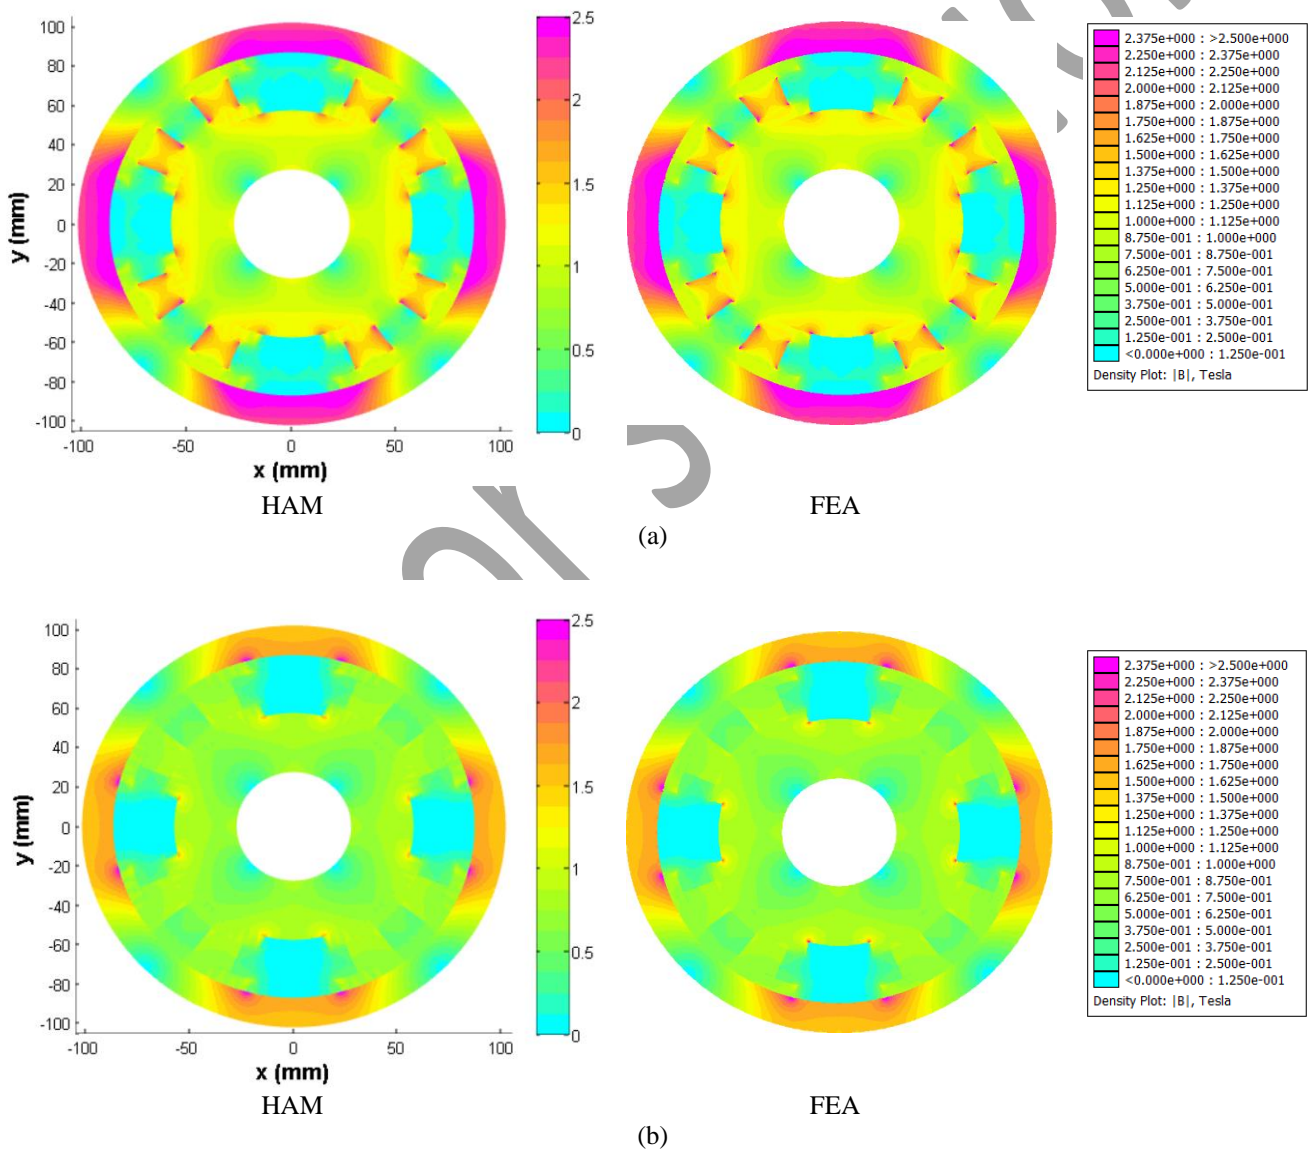 100
80
60
40
20
0
-20
-40
-60
-80
-100
y (mm)
-100 -50 0 50 100
x (mm)
2.5
2
1.5
1
0.5
0
2.375e+000 : >2.500e+000
2.250e+000 : 2.375e+000
2.125e+000 : 2.250e+000
2.000e+000 : 2.125e+000
1.875e+000 : 2.000e+000
1.750e+000 : 1.875e+000
1.625e+000 : 1.750e+000
1.500e+000 : 1.625e+000
1.375e+000 : 1.500e+000
1.250e+000 : 1.375e+000
1.125e+000 : 1.250e+000
1.000e+000 : 1.125e+000
8.750e-001 : 1.000e+000
7.500e-001 : 8.750e-001
6.250e-001 : 7.500e-001
5.000e-001 : 6.250e-001
3.750e-001 : 5.000e-001
2.500e-001 : 3.750e-001
1.250e-001 : 2.500e-001
<0.000e+000 : 1.250e-001
Density Plot: |B|, Tesla
HAM FEA
(a)
100
80
60
40
20
0
-20
-40
-60
-80
-100
y (mm)
-100 -50 0 50 100
x (mm)
2.5
2
1.5
1
0.5
0
2.375e+000 : >2.500e+000
2.250e+000 : 2.375e+000
2.125e+000 : 2.250e+000
2.000e+000 : 2.125e+000
1.875e+000 : 2.000e+000
1.750e+000 : 1.875e+000
1.625e+000 : 1.750e+000
1.500e+000 : 1.625e+000
1.375e+000 : 1.500e+000
1.250e+000 : 1.375e+000
1.125e+000 : 1.250e+000
1.000e+000 : 1.125e+000
8.750e-001 : 1.000e+000
7.500e-001 : 8.750e-001
6.250e-001 : 7.500e-001
5.000e-001 : 6.250e-001
3.750e-001 : 5.000e-001
2.500e-001 : 3.750e-001
1.250e-001 : 2.500e-001
<0.000e+000 : 1.250e-001
Density Plot: |B|, Tesla
HAM FEA
(b)